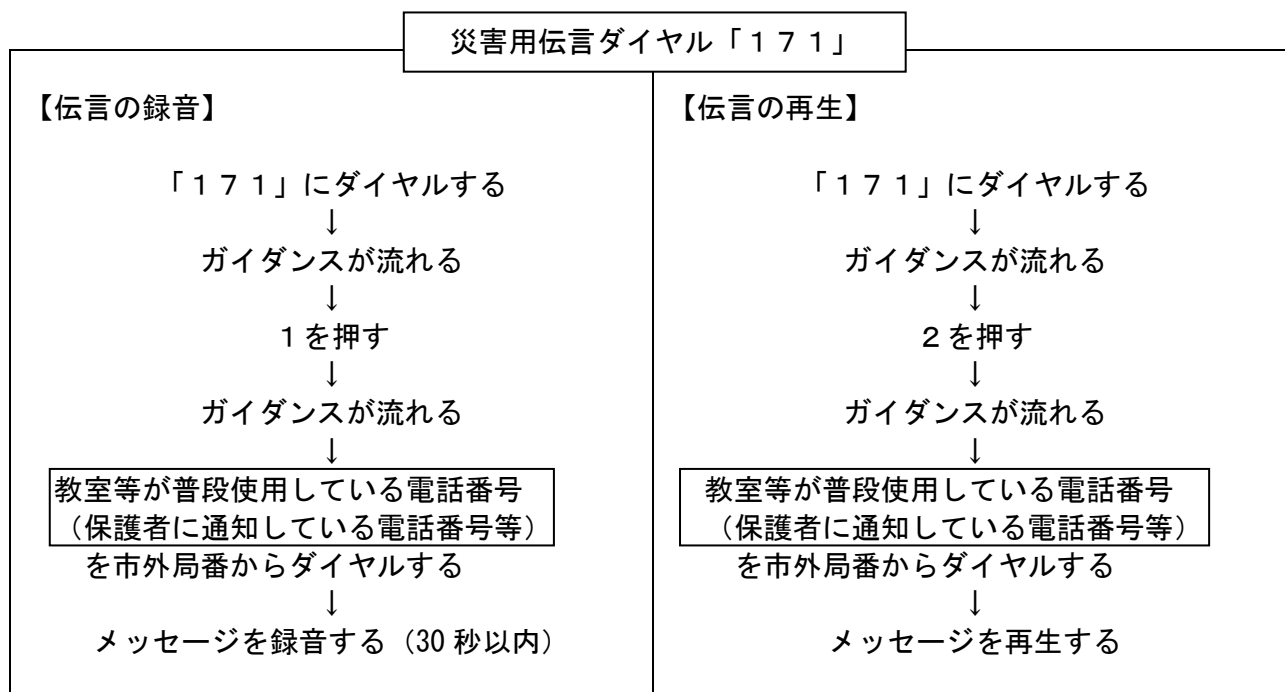 災害用伝言ダイヤル「１７１」
【伝言の録音】
「１７１」にダイヤルする
↓
ガイダンスが流れる
↓
１を押す
↓
ガイダンスが流れる
↓
教室等が普段使用している電話番号
（保護者に通知している電話番号等）
を市外局番からダイヤルする
↓
メッセージを録音する（30 秒以内）
【伝言の再生】
「１７１」にダイヤルする
↓
ガイダンスが流れる
↓
２を押す
↓
ガイダンスが流れる
↓
教室等が普段使用している電話番号
（保護者に通知している電話番号等）
を市外局番からダイヤルする
↓
メッセージを再生する